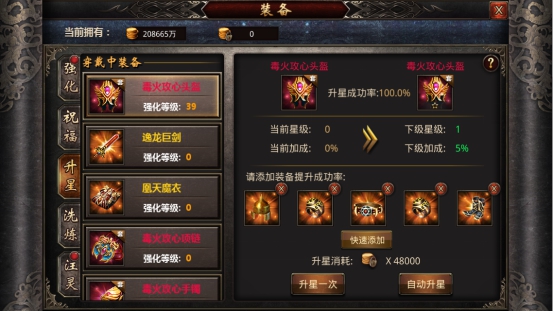 装备
当前拥有: 208665万 0
强化
祝福
升星
洗炼
注灵
穿戴中装备
毒火攻心头盔
强化等级: 39
逸龙巨剑
强化等级: 0
凰天魔衣
强化等级: 0
毒火攻心项链
强化等级: 0
毒火攻心手镯
毒火攻心头盔 毒火攻心头盔
升星成功率:100.0%
当前星级: 0 下级星级: 1
当前加成: 0% 下级加成: 5%
请添加装备提升成功率:
快速添加
升星消耗: X 48000
升星一次 自动升星